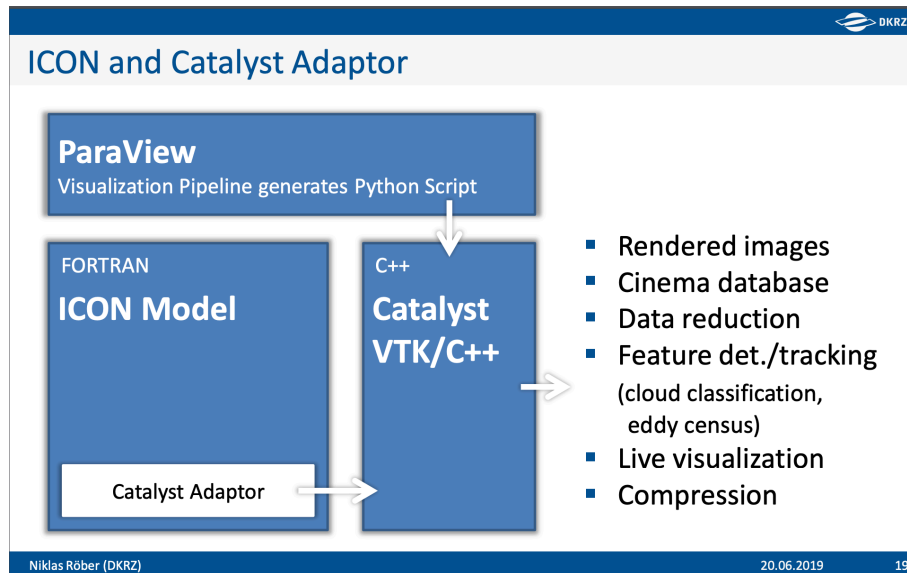 DKRZ
ICON and Catalyst Adaptor
ParaView
Visualization Pipeline generates Python Script
FORTRAN
ICON Model
Catalyst Adaptor
C++
Catalyst
VTK/C++
▪ Rendered images
▪ Cinema database
▪ Data reduction
▪ Feature det./tracking
(cloud classification,
eddy census)
▪ Live visualization
▪ Compression
Niklas Röber (DKRZ)
20.06.2019
19